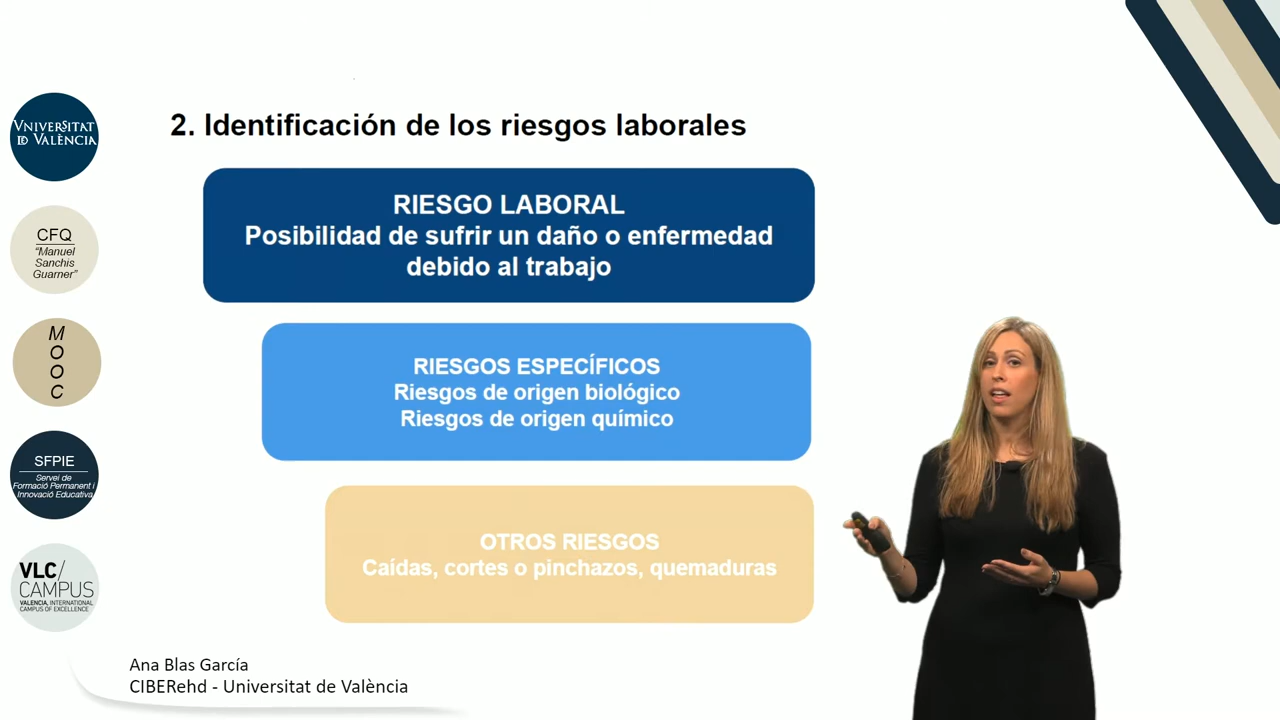 2. Identificación de los riesgos laborales
RIESGO LABORAL
Posibilidad de sufrir un daño o enfermedad
debido al trabajo
RIESGOS ESPECÍFICOS
Riesgos de origen biológico
Riesgos de origen químico
OTROS RIESGOS
Caídas, cortes o pinchazos, quemaduras
VNIVERSITAT
ID VALÈNCIA
CFQ
“Manuel
Sanchis
Guarner”
M
O
O
C
SFPIE
Servei de
Formació Permanent i
Innovació Educativa
VLC/
CAMPUS
VALENCIA, INTERNATIONAL
CAMPUS OF EXCELLENCE
Ana Blas García
CIBERehd - Universitat de València